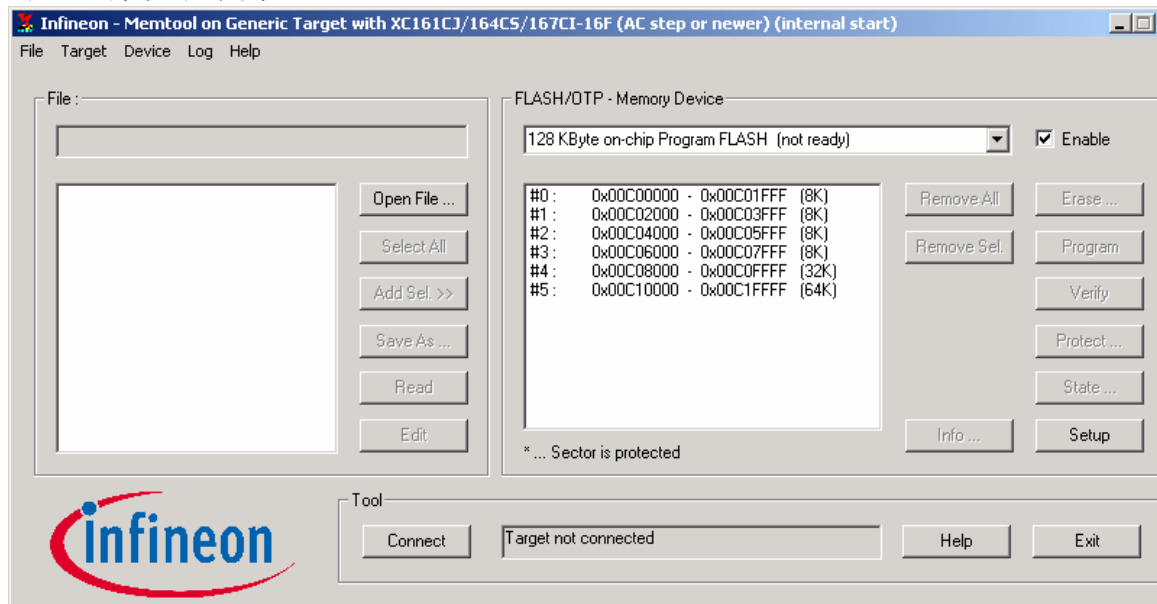 Infineon - Memtool on Generic Target with XC161CJ/164CS/167CI-16F (AC step or newer) (internal start)
File Target Device Log Help
File :
Open File ...
Select All
Add Sel. >>
Save As ...
Read
Edit
FLASH/OTP - Memory Device
128 KByte on-chip Program FLASH (not ready)
Enable
#0 : 0x00C00000 - 0x00C01FFF (8K)
#1 : 0x00C02000 - 0x00C03FFF (8K)
#2 : 0x00C04000 - 0x00C05FFF (8K)
#3 : 0x00C06000 - 0x00C07FFF (8K)
#4 : 0x00C08000 - 0x00C0FFFF (32K)
#5 : 0x00C10000 - 0x00C1FFFF (64K)
* ... Sector is protected
Remove All
Remove Sel.
Info ...
Erase ...
Program
Verify
Protect ...
State ...
Setup
infineon
Tool
Connect
Target not connected
Help
Exit